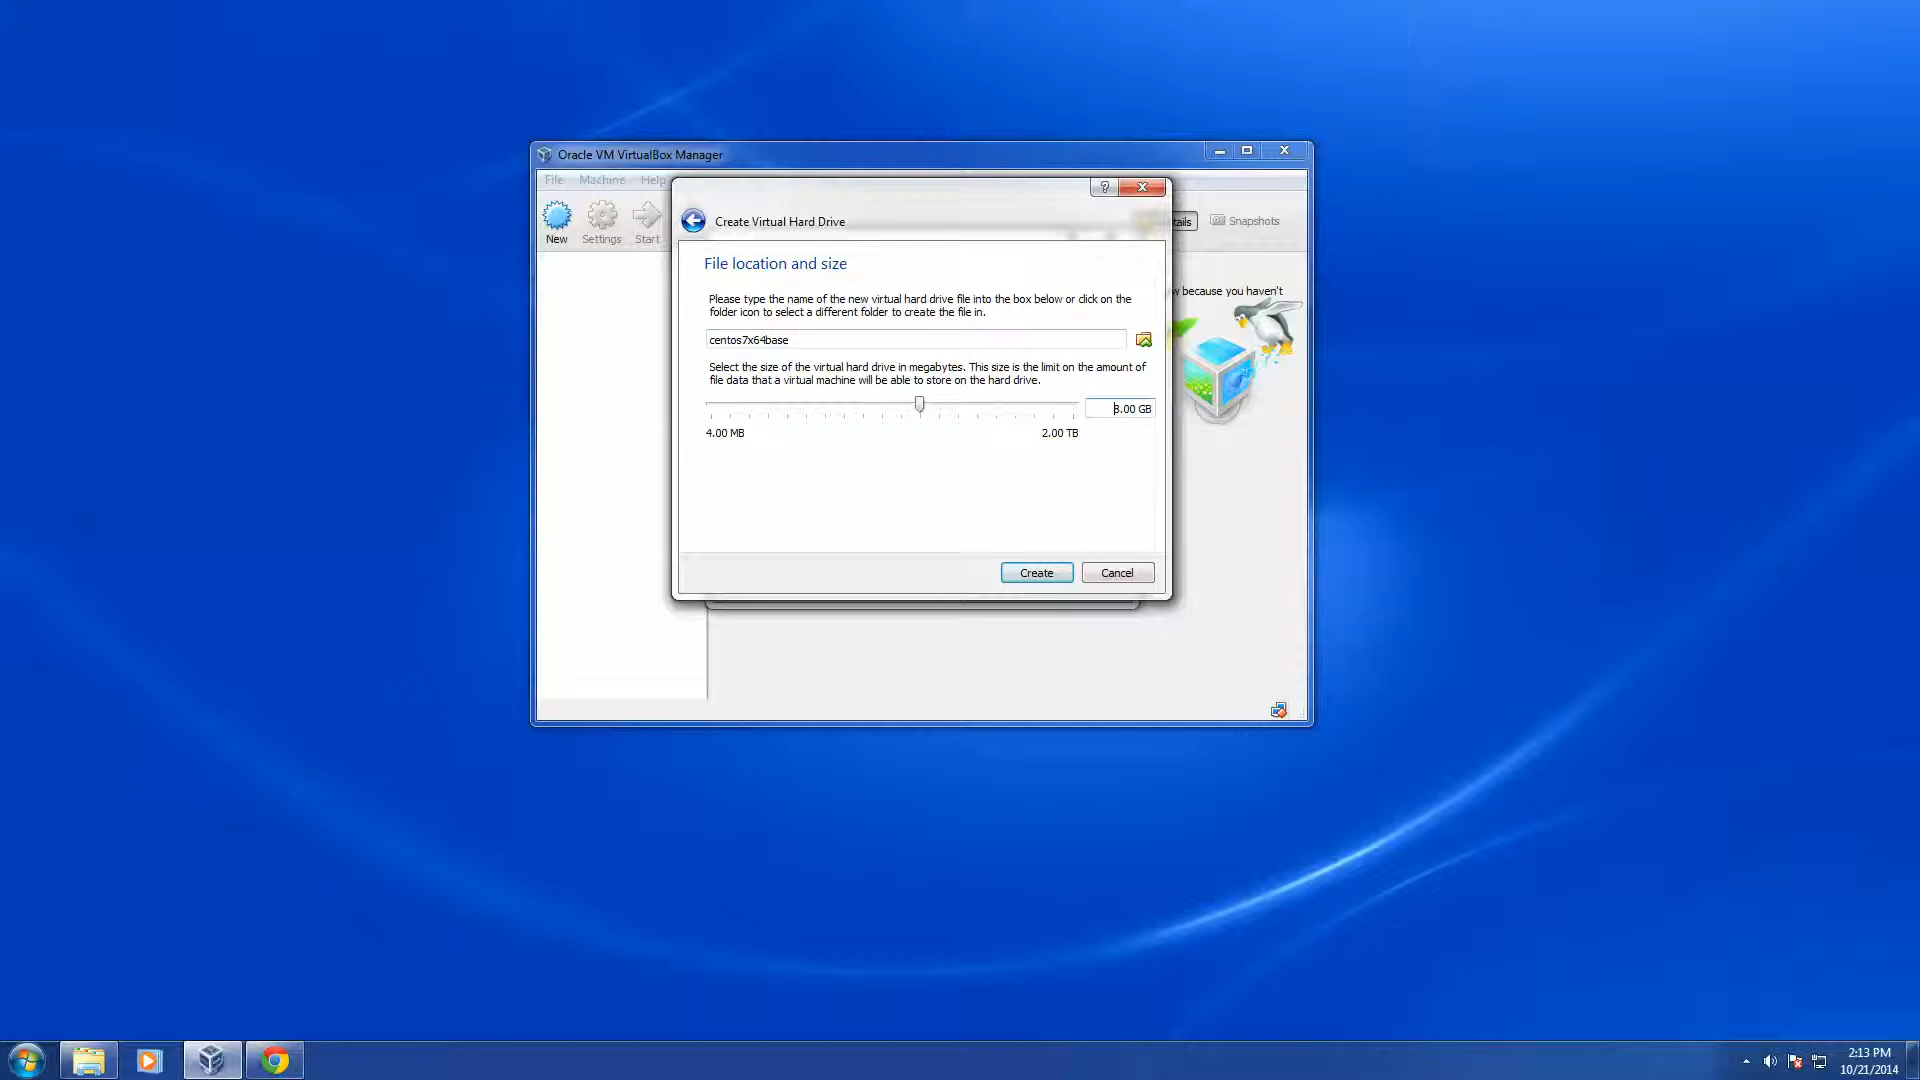 Oracle VM VirtualBox Manager
File Machine Help
New Settings Start
tails Snapshots
w because you haven't
Create Virtual Hard Drive
File location and size
Please type the name of the new virtual hard drive file into the box below or click on the
folder icon to select a different folder to create the file in.
centos7x64base
Select the size of the virtual hard drive in megabytes. This size is the limit on the amount of
file data that a virtual machine will be able to store on the hard drive.
8.00 GB
4.00 MB 2.00 TB
Create Cancel
2:13 PM
10/21/2014